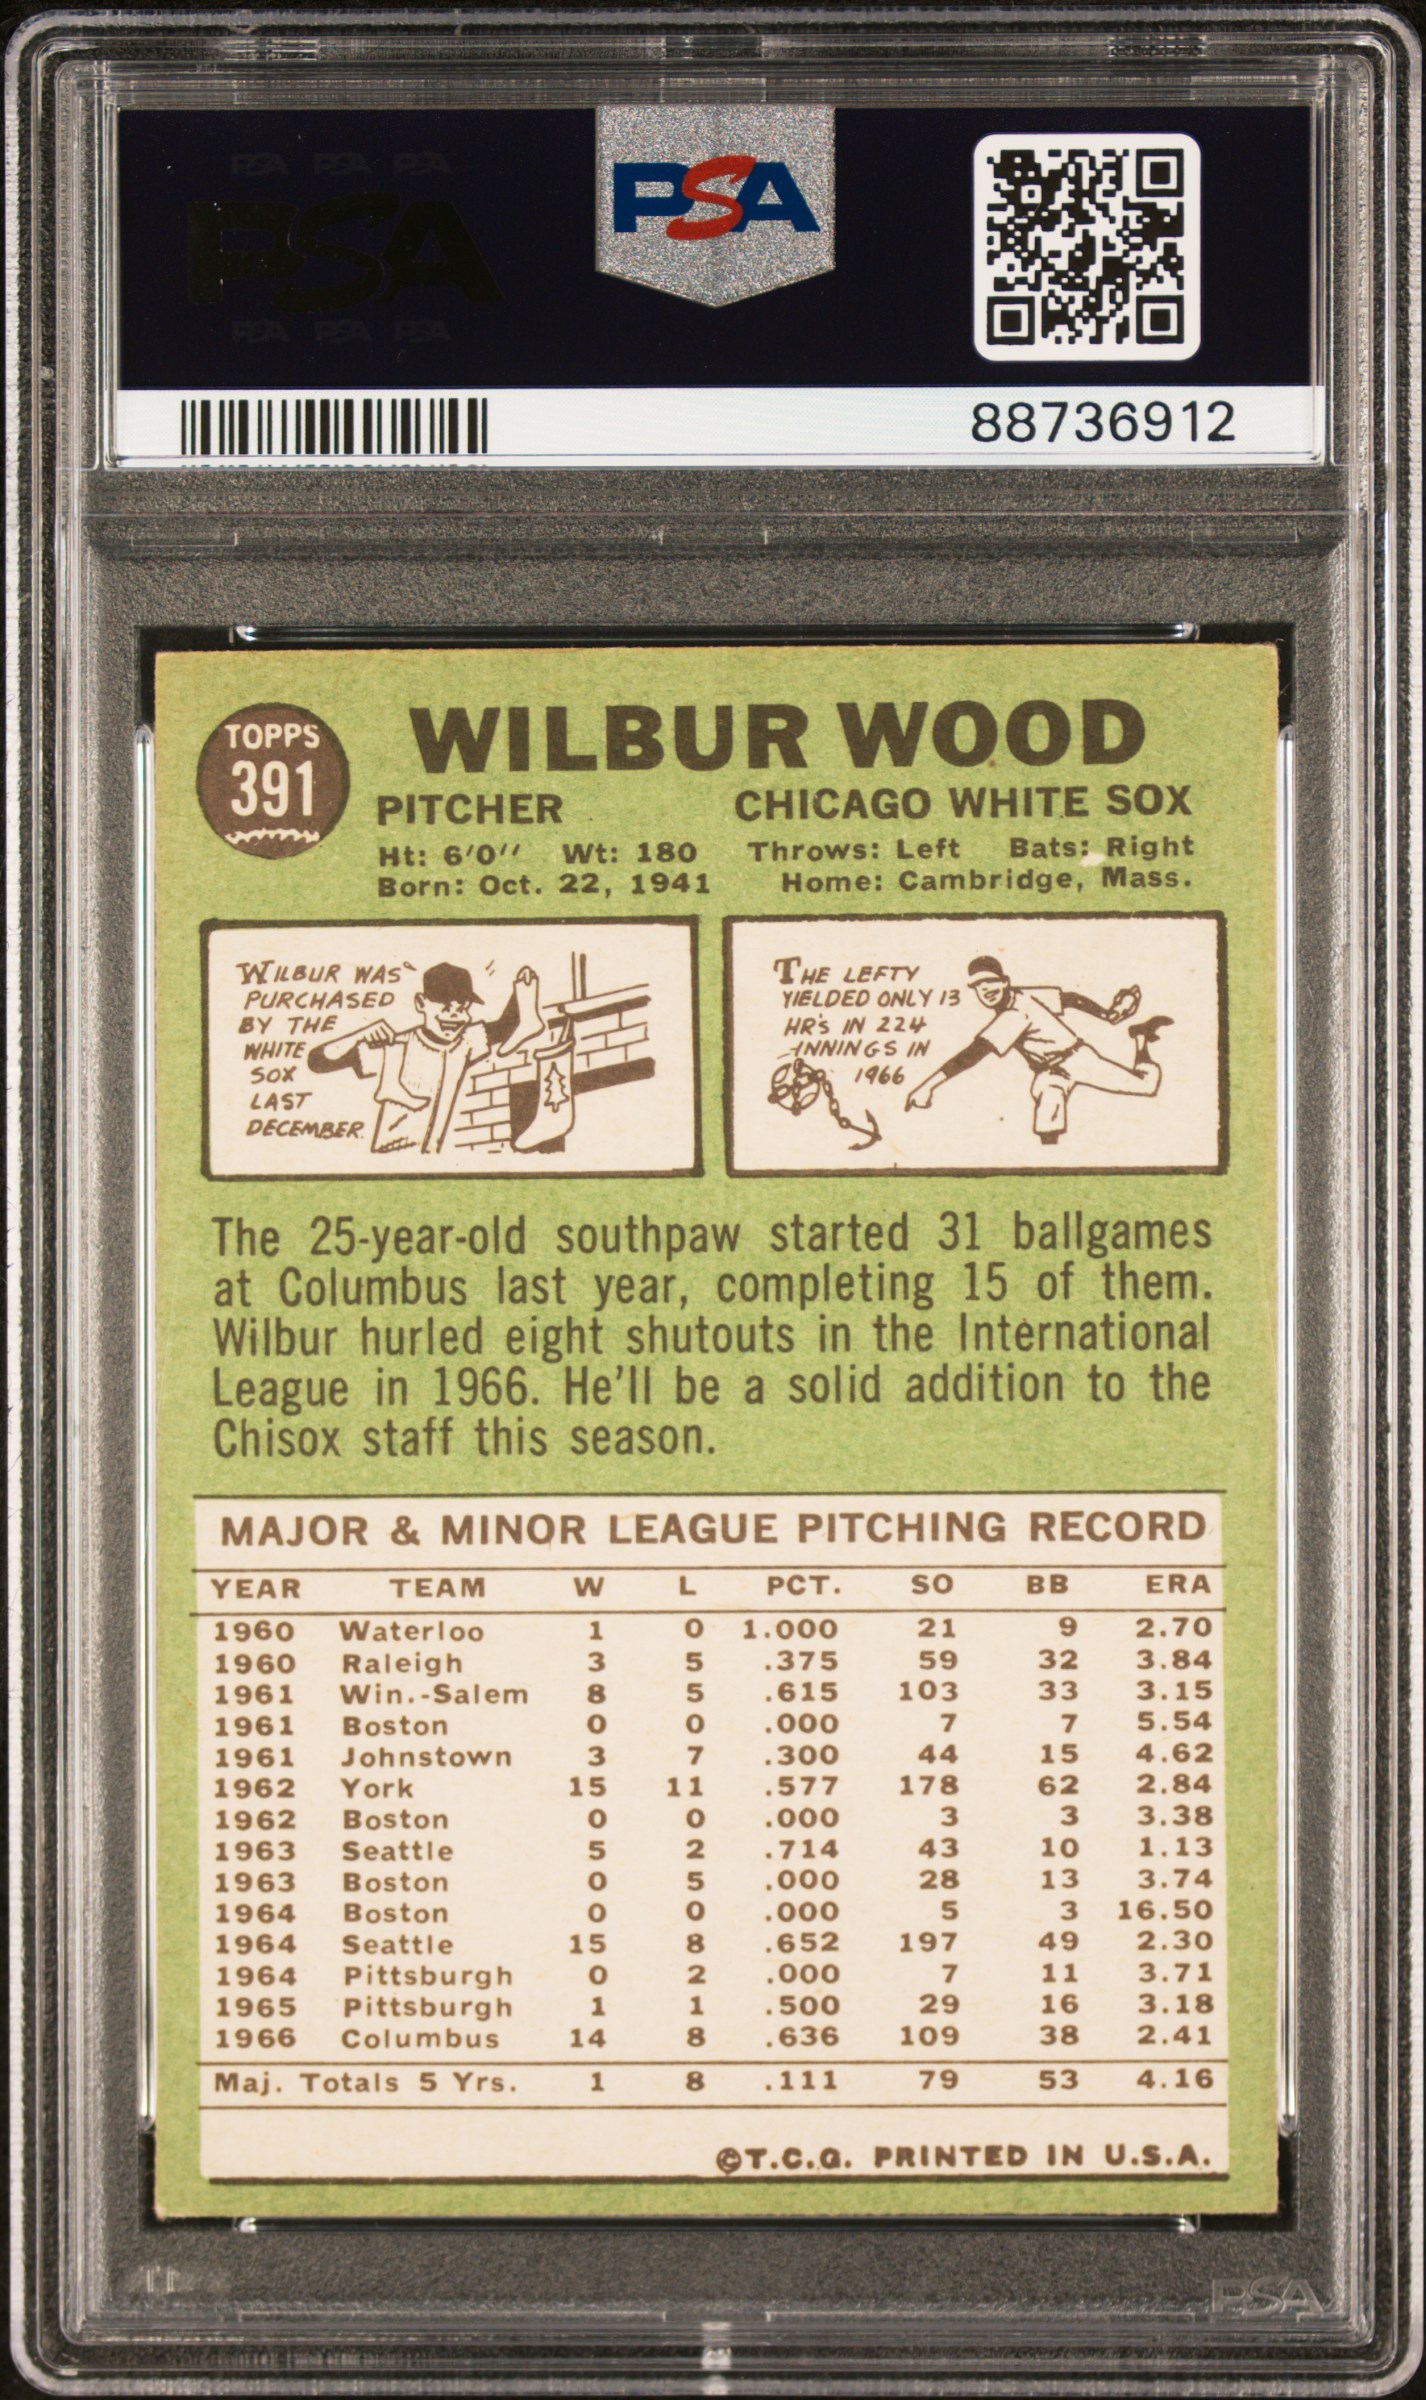 PSA PSA PSA
PSA
PSA PSA PSA
PSA
88736912
TOPPS
391
WILBUR WOOD
PITCHER CHICAGO WHITE SOX
Ht: 6'0'' Wt: 180 Throws: Left Bats: Right
Born: Oct. 22, 1941 Home: Cambridge, Mass.
WILBUR WAS
PURCHASED
BY THE
WHITE
SOX
LAST
DECEMBER.
THE LEFTY
YIELDED ONLY 13
HR'S IN 224
INNINGS IN
1966
The 25-year-old southpaw started 31 ballgames
at Columbus last year, completing 15 of them.
Wilbur hurled eight shutouts in the International
League in 1966. He'll be a solid addition to the
Chisox staff this season.
MAJOR & MINOR LEAGUE PITCHING RECORD
YEAR TEAM W L PCT. SO BB ERA
1960 Waterloo 1 0 1.000 21 9 2.70
1960 Raleigh 3 5 .375 59 32 3.84
1961 Win.-Salem 8 5 .615 103 33 3.15
1961 Boston 0 0 .000 7 7 5.54
1961 Johnstown 3 7 .300 44 15 4.62
1962 York 15 11 .577 178 62 2.84
1962 Boston 0 0 .000 3 3 3.38
1963 Seattle 5 2 .714 43 10 1.13
1963 Boston 0 5 .000 28 13 3.74
1964 Boston 0 0 .000 5 3 16.50
1964 Seattle 15 8 .652 197 49 2.30
1964 Pittsburgh 0 2 .000 7 11 3.71
1965 Pittsburgh 1 1 .500 29 16 3.18
1966 Columbus 14 8 .636 109 38 2.41
Maj. Totals 5 Yrs. 1 8 .111 79 53 4.16
©T.C.G. PRINTED IN U.S.A.
PSA